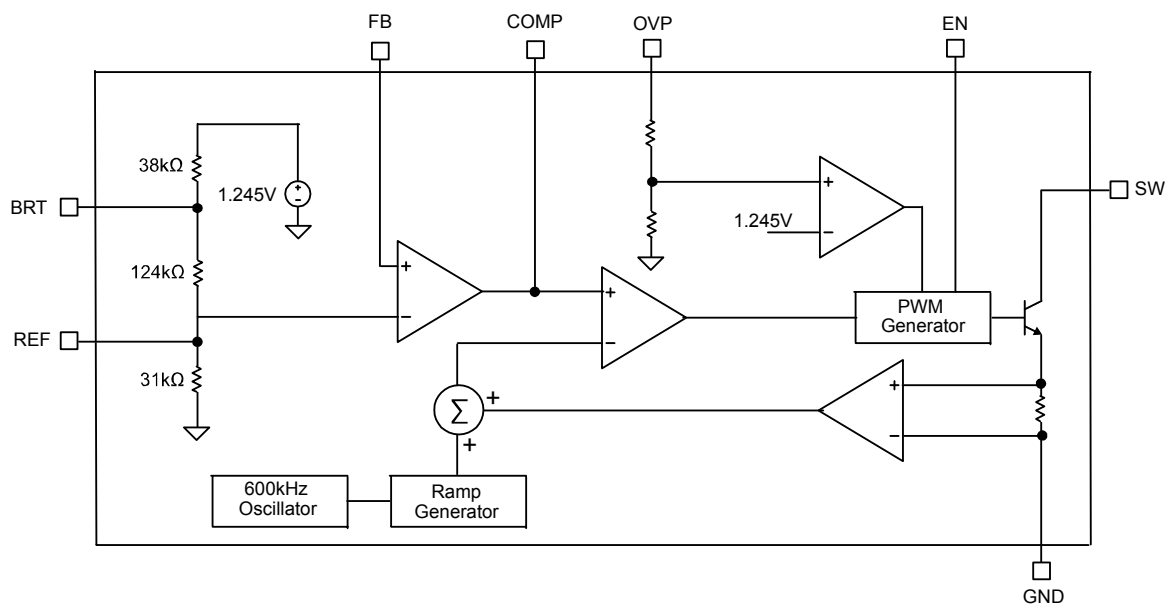 FB
COMP
OVP
EN
38kΩ
1.245V
+
-
BRT
SW
+
1.245V
−
124kΩ
+
−
+
−
PWM
Generator
REF
31kΩ
Σ
+
+
+
−
600kHz
Oscillator
Ramp
Generator
GND